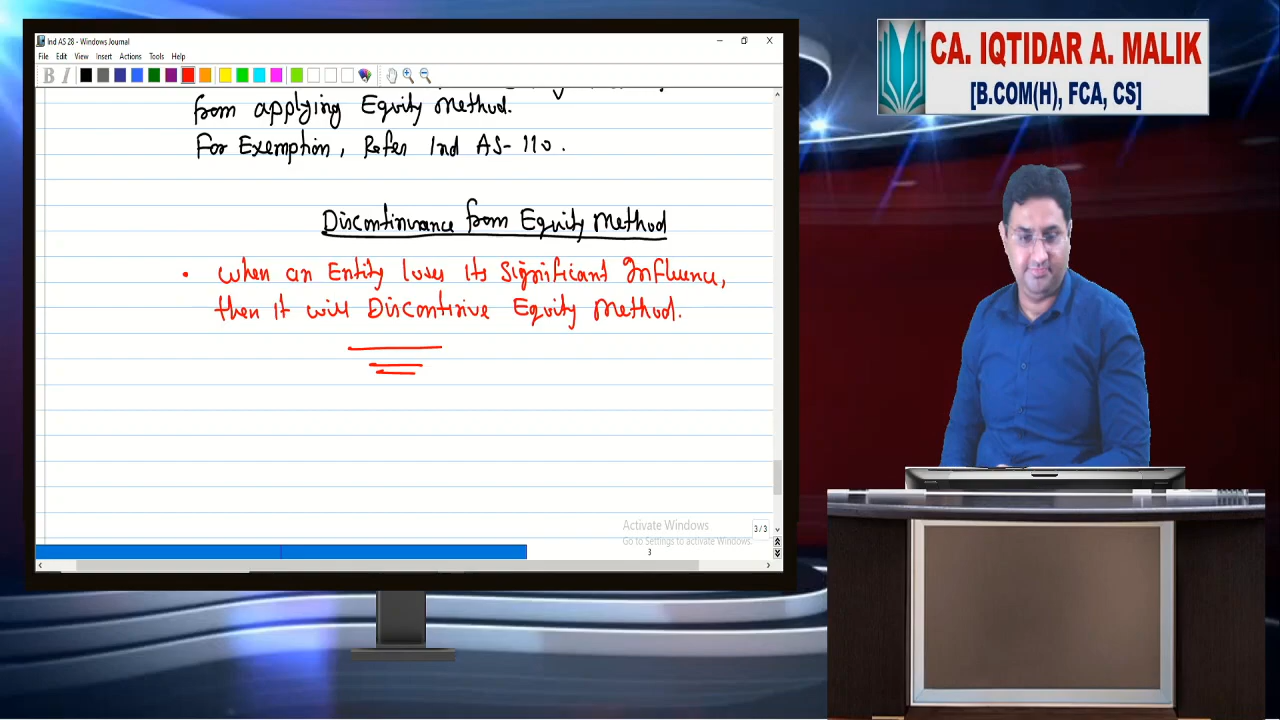 Ind AS 28 - Windows Journal
File Edit View Insert Actions Tools Help
B I
from applying Equity Method.
For Exemption, Refer Ind AS- 110.
Discontinuance from Equity Method
• When an Entity loses its Significant Influence,
then it will Discontinue Equity Method.
Activate Windows
Go to Settings to activate Windows.
3 / 3
3
CA. IQTIDAR A. MALIK
[B.COM(H), FCA, CS]